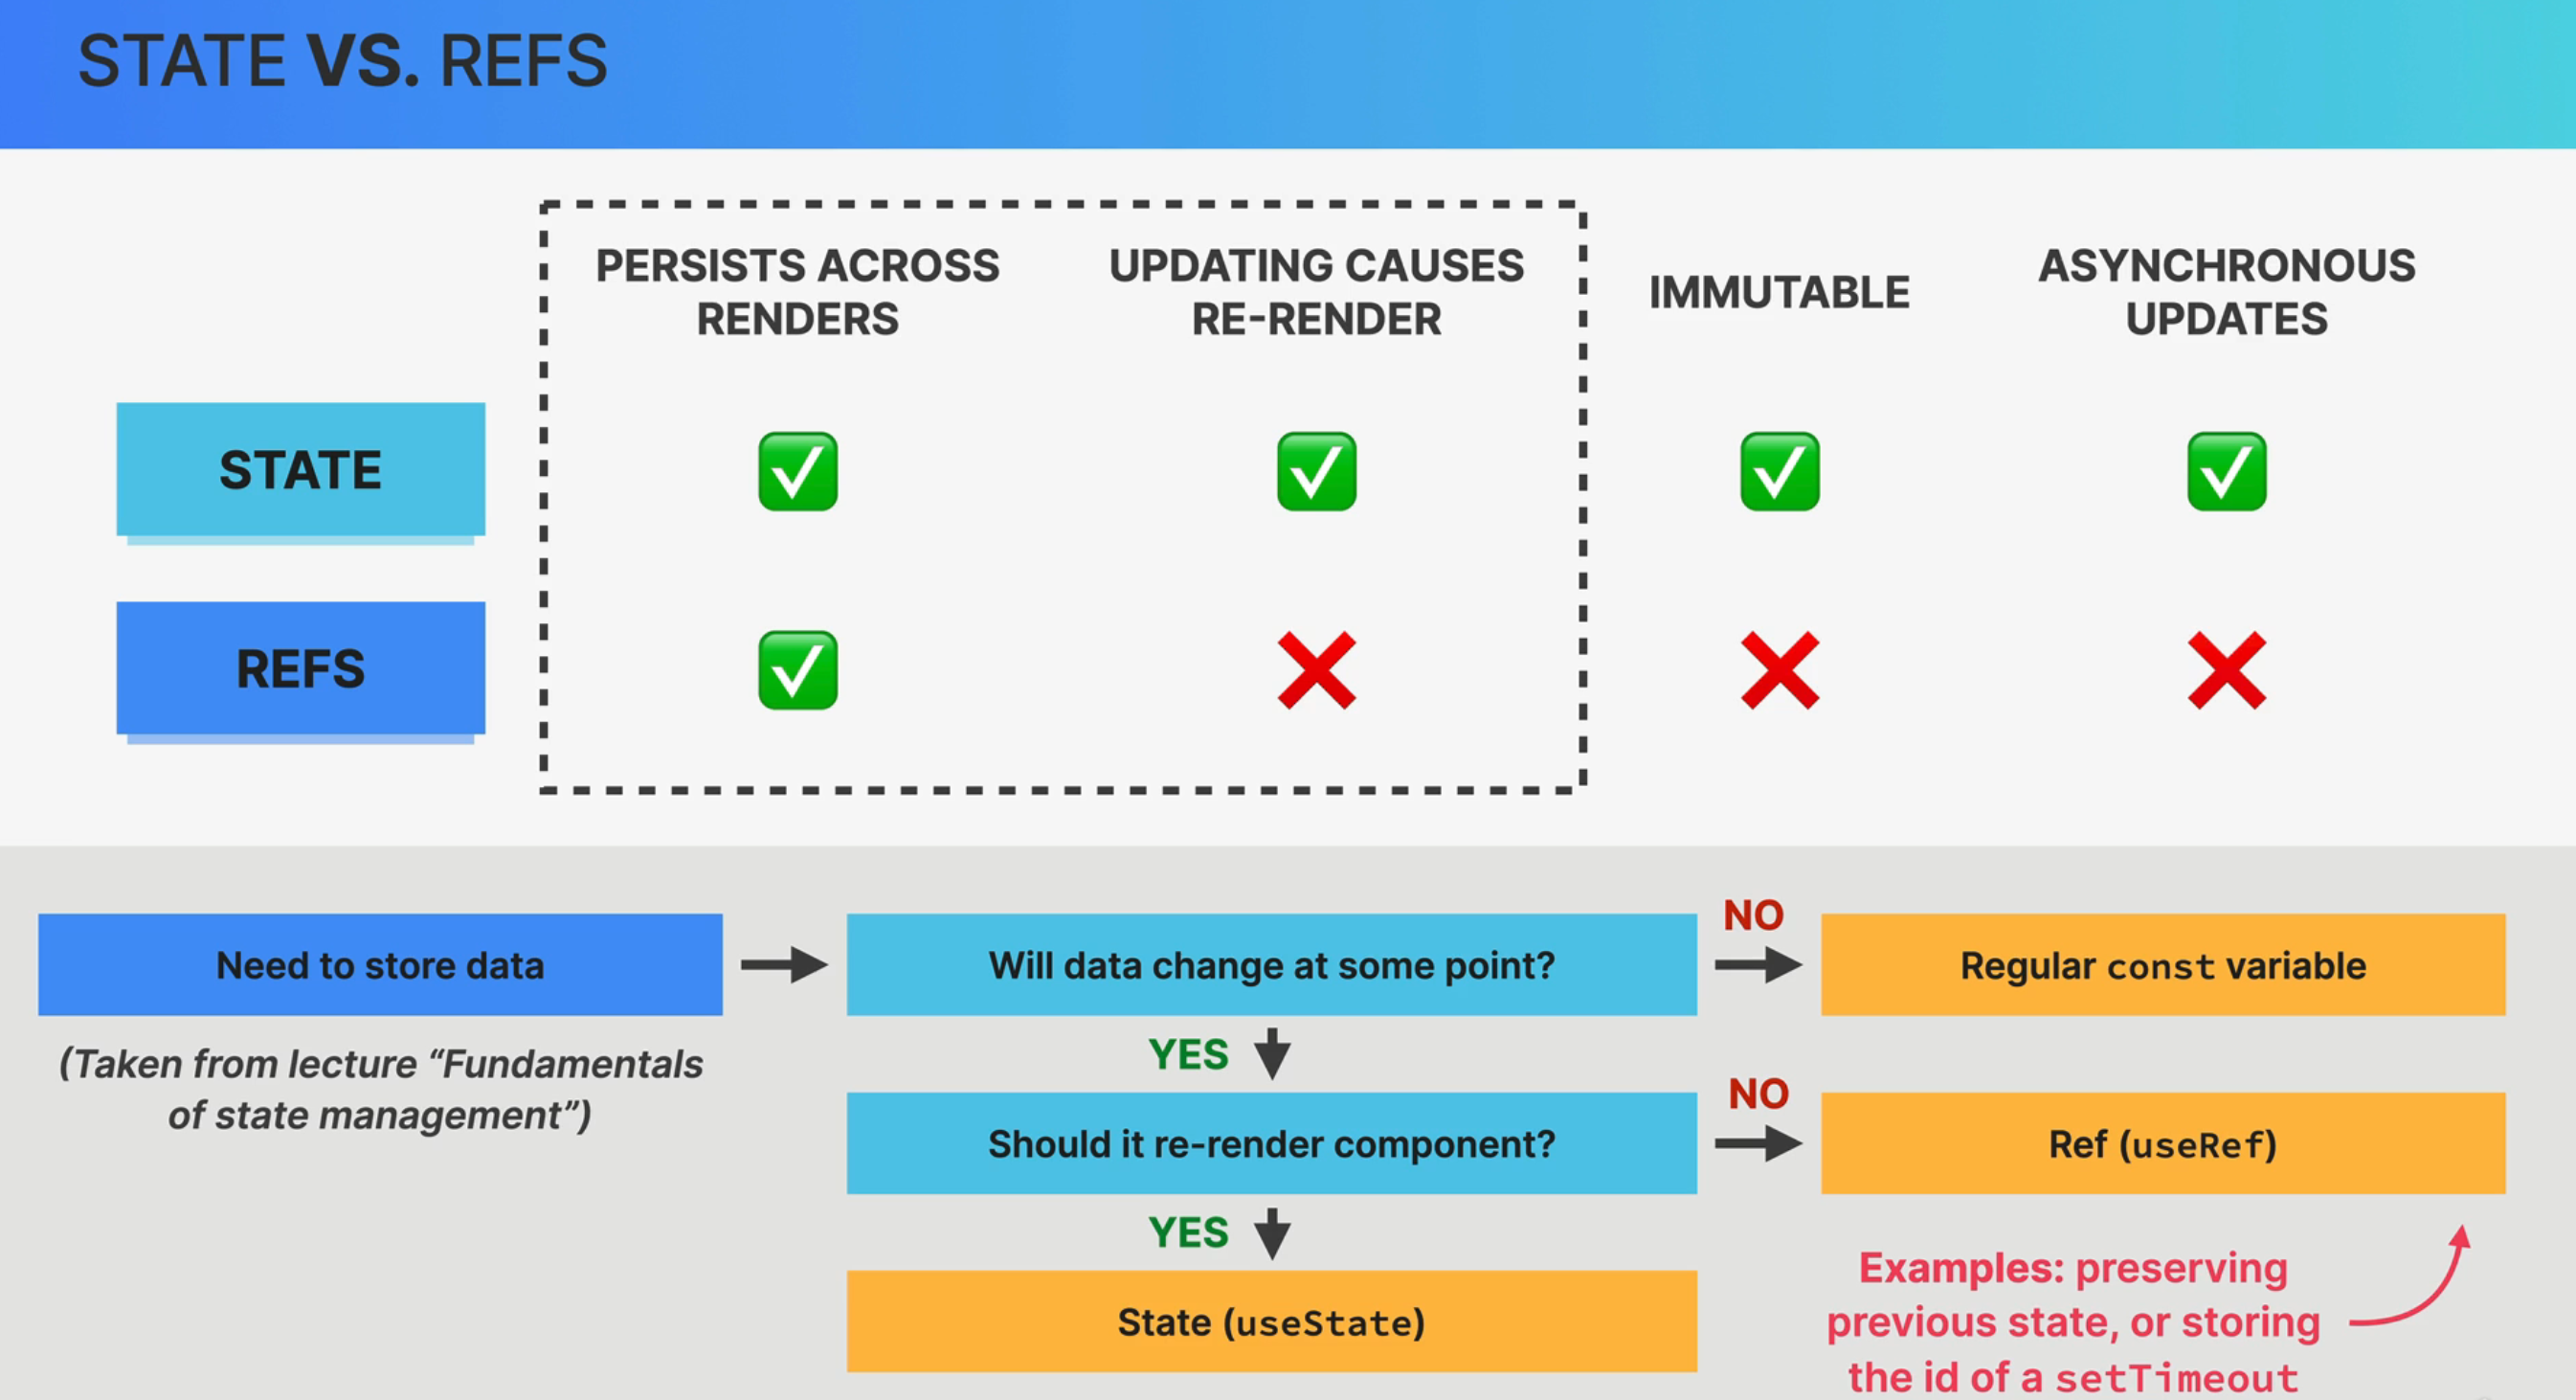 STATE VS. REFS
PERSISTS ACROSS
RENDERS
UPDATING CAUSES
RE-RENDER
IMMUTABLE
ASYNCHRONOUS
UPDATES
STATE
REFS
Need to store data
(Taken from lecture “Fundamentals
of state management”)
Will data change at some point?
NO
Regular const variable
YES
Should it re-render component?
NO
Ref (useRef)
YES
State (useState)
Examples: preserving
previous state, or storing
the id of a setTimeout